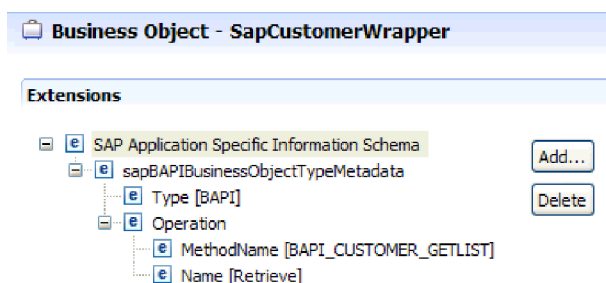 Business Object - SapCustomerWrapper
Extensions
SAP Application Specific Information Schema
Add...
sapBAPIBusinessObjectTypeMetadata
Type [BAPI]
Delete
Operation
MethodName [BAPI_CUSTOMER_GETLIST]
Name [Retrieve]